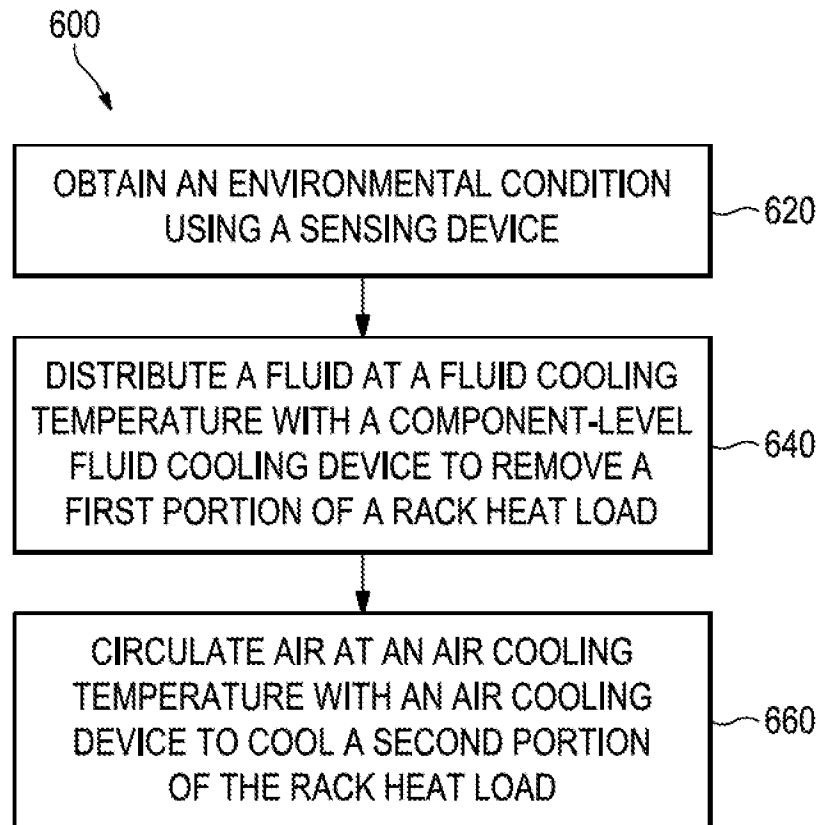 600
OBTAIN AN ENVIRONMENTAL CONDITION
USING A SENSING DEVICE
620
DISTRIBUTE A FLUID AT A FLUID COOLING
TEMPERATURE WITH A COMPONENT-LEVEL
FLUID COOLING DEVICE TO REMOVE A
FIRST PORTION OF A RACK HEAT LOAD
640
CIRCULATE AIR AT AN AIR COOLING
TEMPERATURE WITH AN AIR COOLING
DEVICE TO COOL A SECOND PORTION
OF THE RACK HEAT LOAD
660